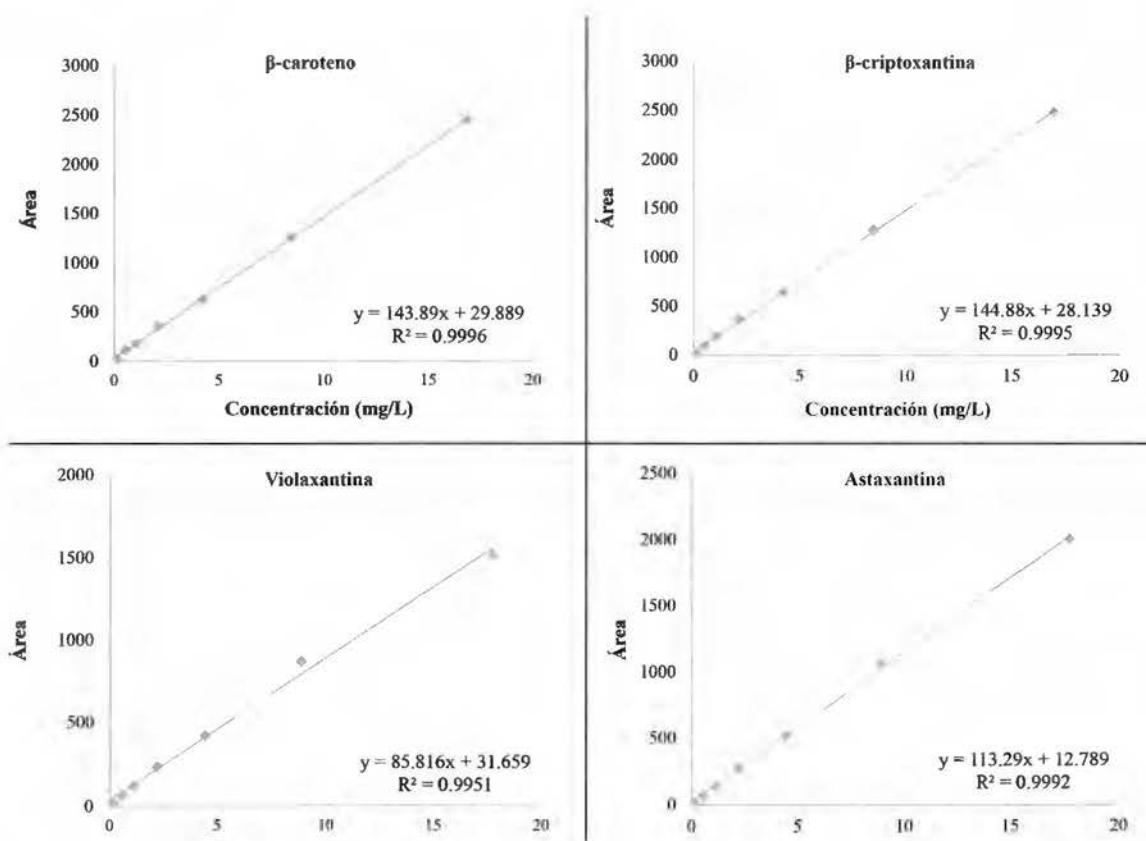 β-caroteno
3000
2500
2000
1500
1000
500
0
Área
y = 143.89x + 29.889
R² = 0.9996
0 5 10 15 20
Concentración (mg/L)
β-criptoxantina
3000
2500
2000
1500
1000
500
0
Área
y = 144.88x + 28.139
R² = 0.9995
0 5 10 15 20
Concentración (mg/L)
Violaxantina
2000
1500
1000
500
0
Área
y = 85.816x + 31.659
R² = 0.9951
0 5 10 15 20
Astaxantina
2500
2000
1500
1000
500
0
Área
y = 113.29x + 12.789
R² = 0.9992
0 5 10 15 20